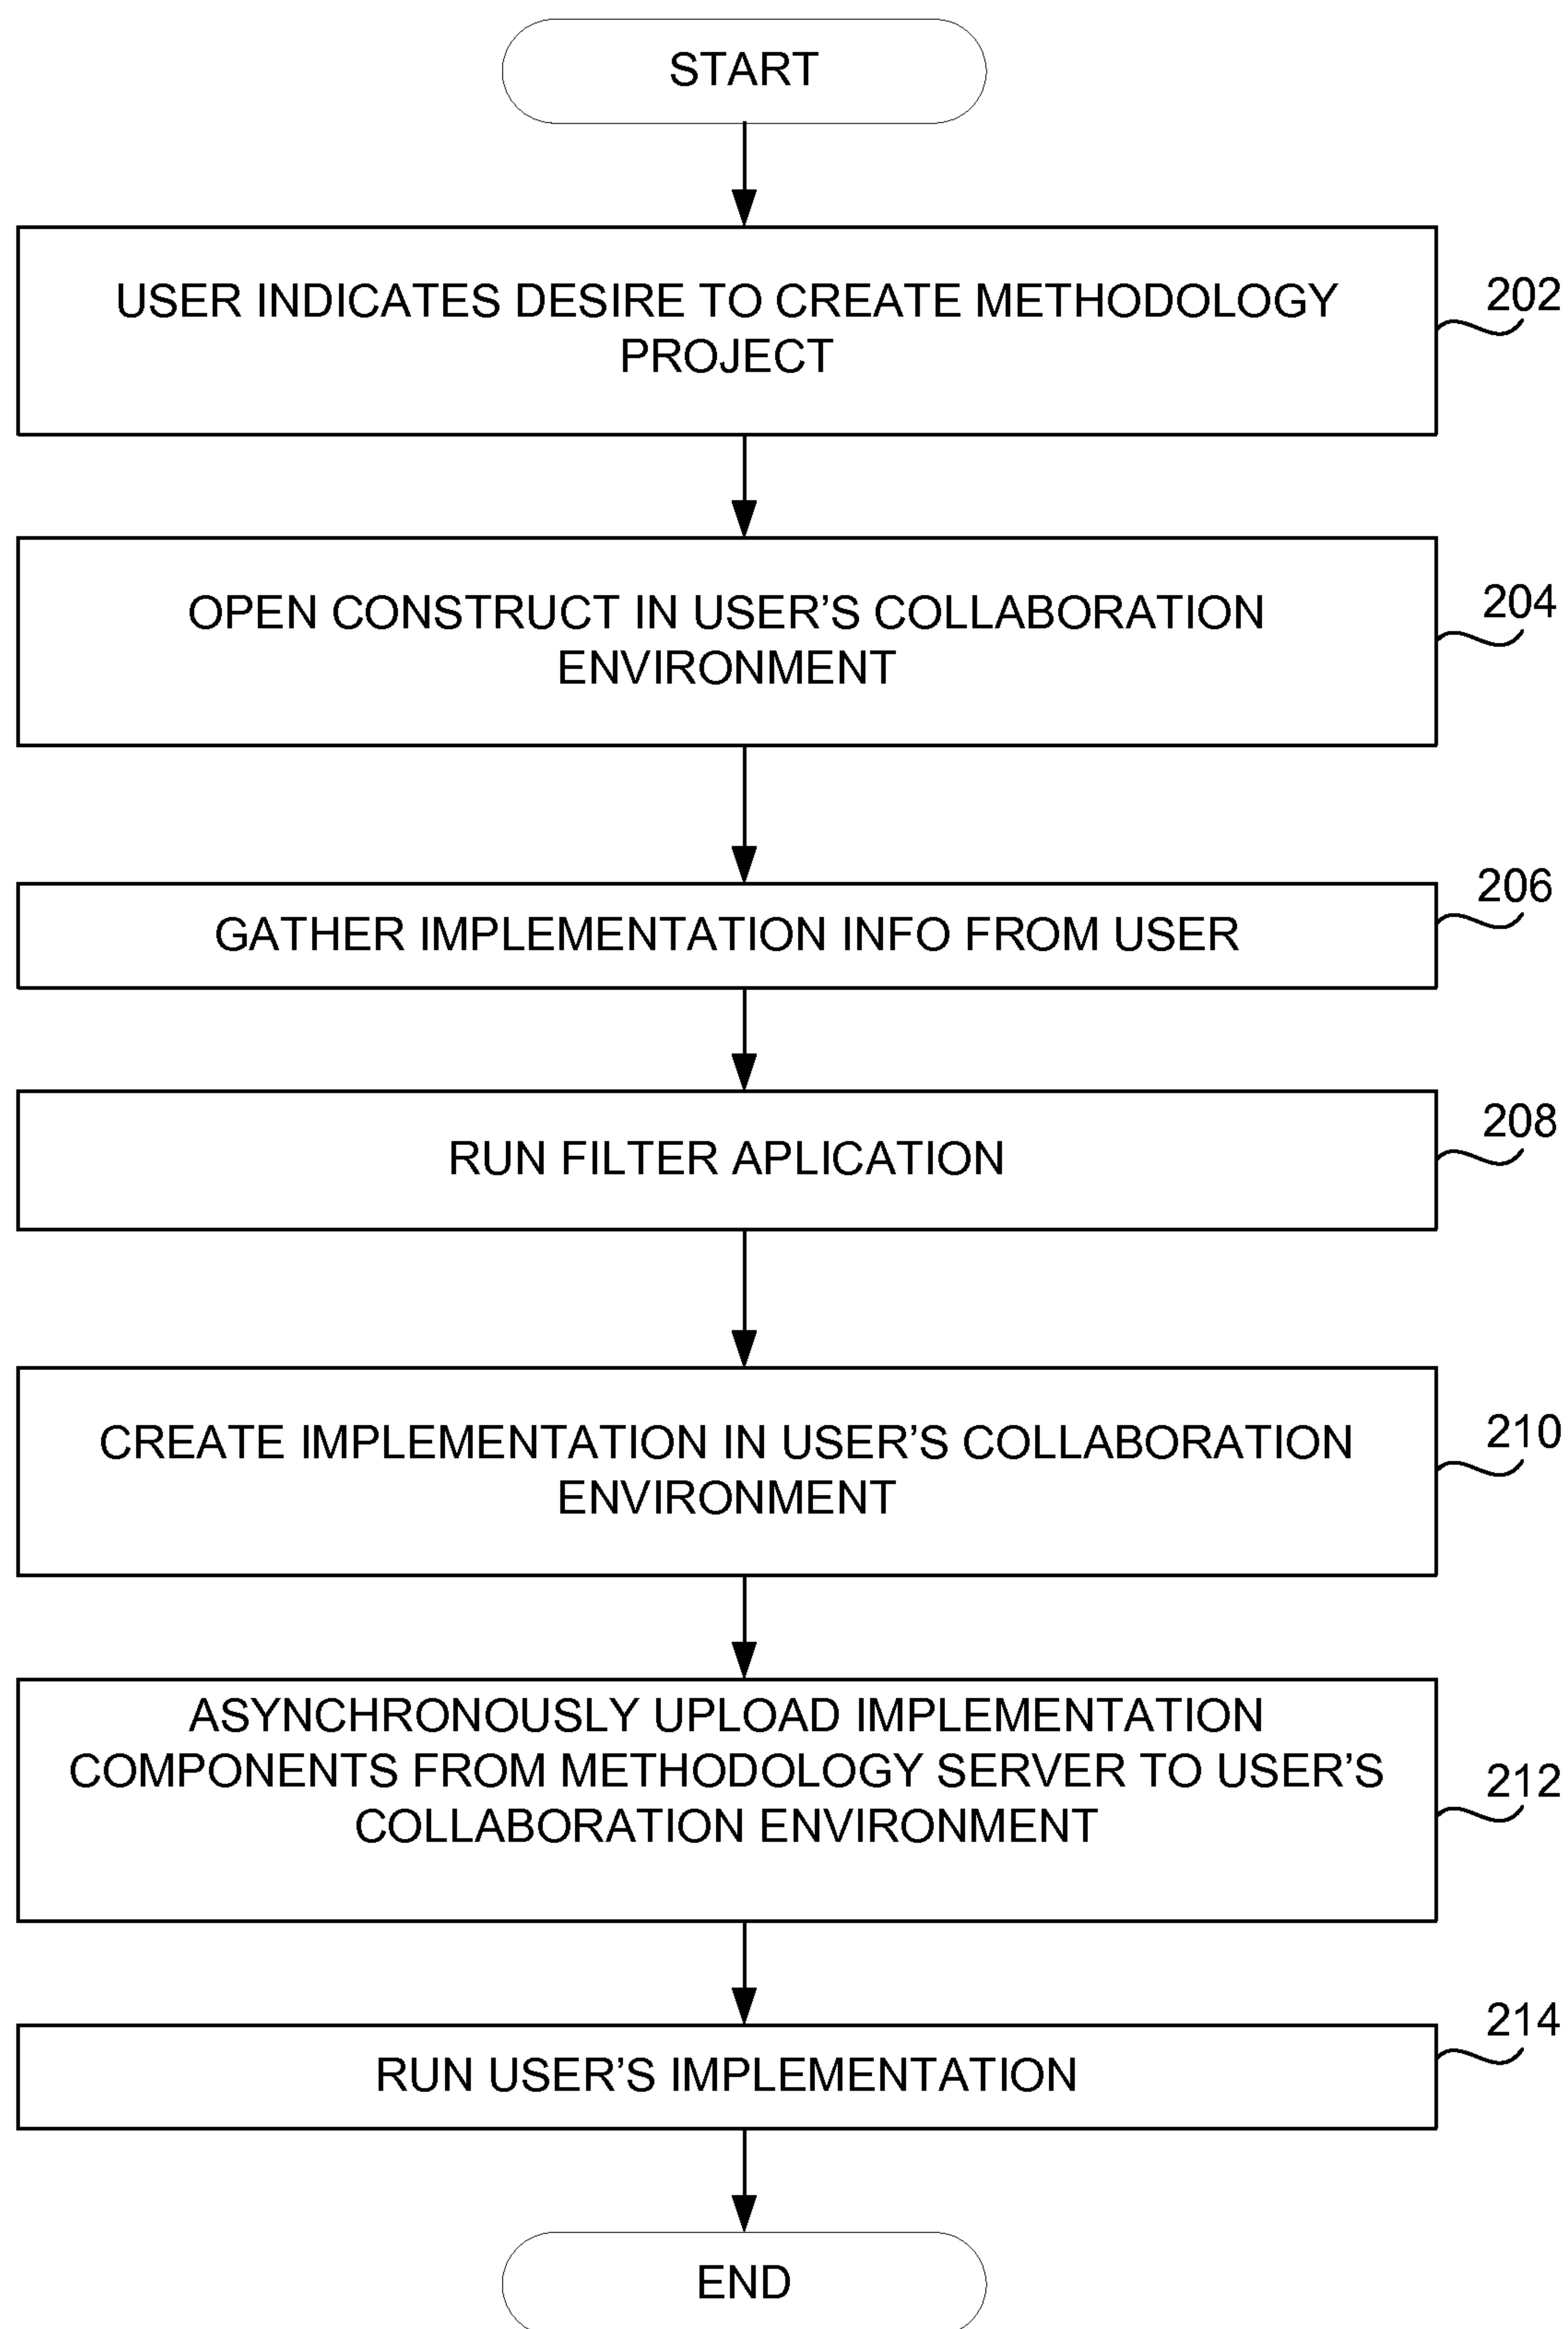 START
USER INDICATES DESIRE TO CREATE METHODOLOGY
PROJECT
202
OPEN CONSTRUCT IN USER’S COLLABORATION
ENVIRONMENT
204
GATHER IMPLEMENTATION INFO FROM USER
206
RUN FILTER APLICATION
208
CREATE IMPLEMENTATION IN USER’S COLLABORATION
ENVIRONMENT
210
ASYNCHRONOUSLY UPLOAD IMPLEMENTATION
COMPONENTS FROM METHODOLOGY SERVER TO USER’S
COLLABORATION ENVIRONMENT
212
RUN USER’S IMPLEMENTATION
214
END